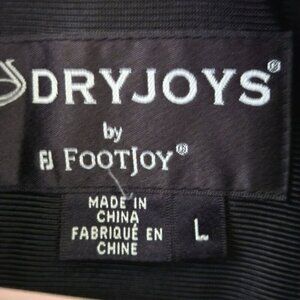 DRYJOYS®
by
FJ FOOTJOY®
MADE IN
CHINA
FABRIQUÉ EN
CHINE
L